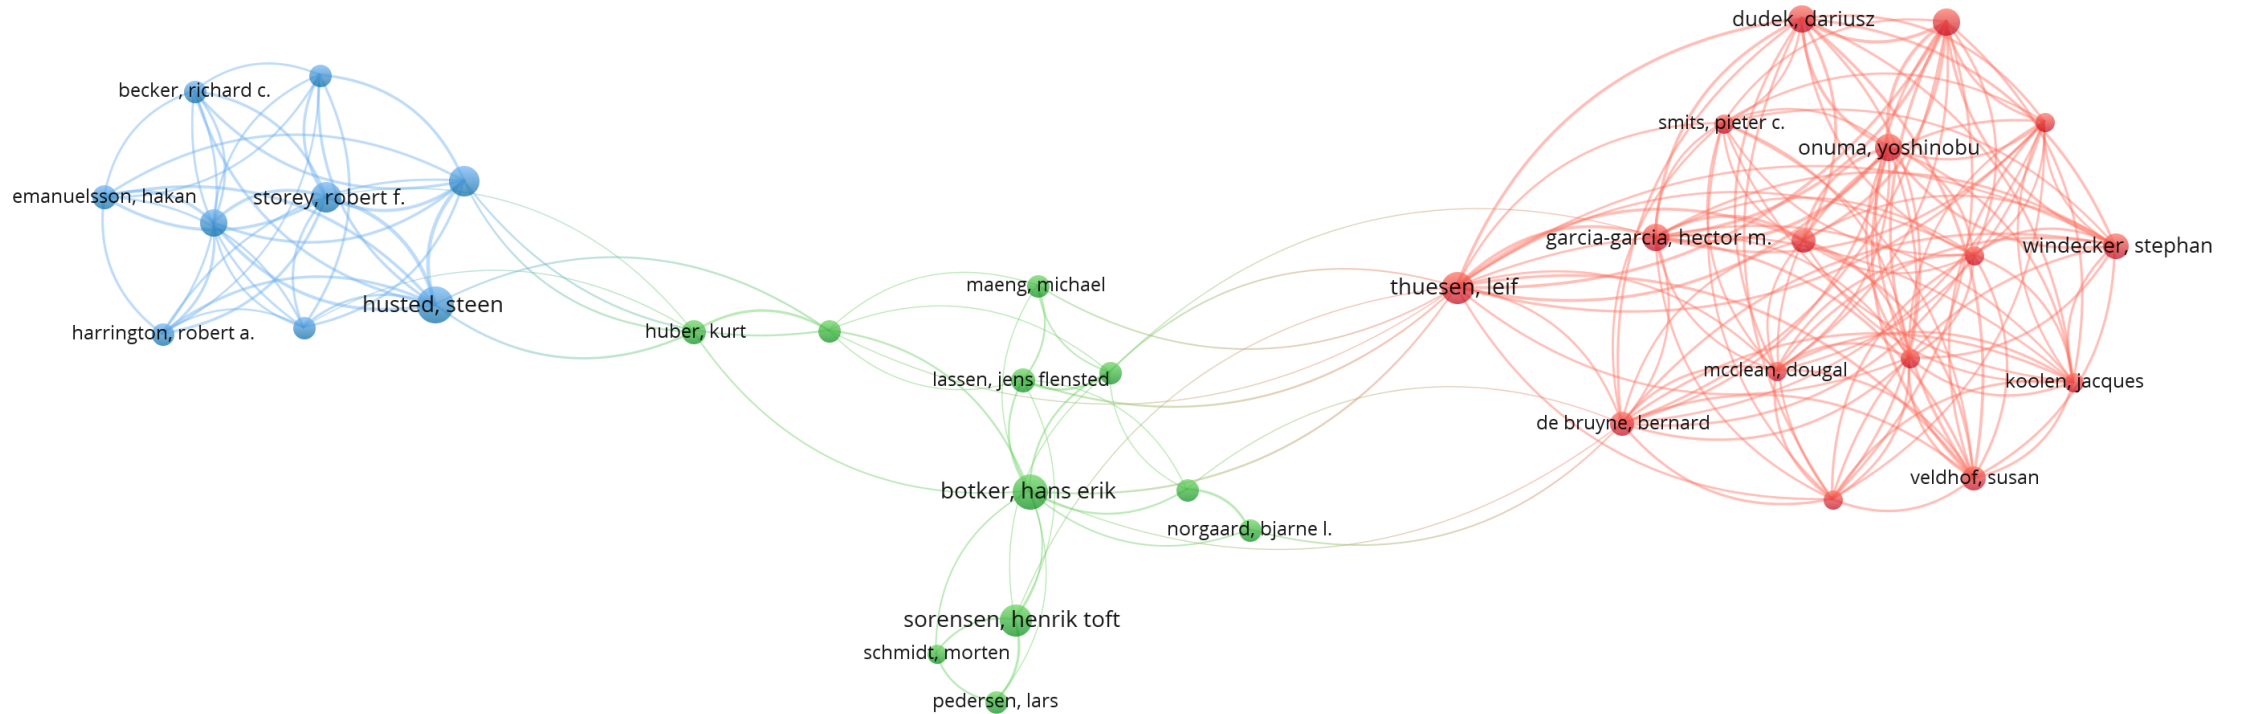 becker, richard c.
emanuelsson, hakan
storey, robert f.
husted, steen
harrington, robert a.
huber, kurt
maeng, michael
lassen, jens flensted
botker, hans erik
norgaard, bjarne l.
sorensen, henrik toft
schmidt, morten
pedersen, lars
dudek, dariusz
smits, pieter c.
onuma, yoshinobu
garcia-garcia, hector m.
windecker, stephan
thuesen, leif
mcclean, dougal
koolen, jacques
de bruyne, bernard
veldhof, susan